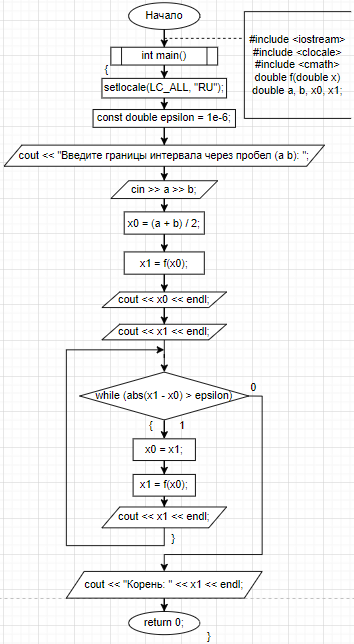 Начало
#include <iostream>
#include <clocale>
#include <cmath>
double f(double x)
double a, b, x0, x1;
int main()
{
setlocale(LC_ALL, "RU");
const double epsilon = 1e-6;
cout << "Введите границы интервала через пробел (a b): ";
cin >> a >> b;
x0 = (a + b) / 2;
x1 = f(x0);
cout << x0 << endl;
cout << x1 << endl;
while (abs(x1 - x0) > epsilon)
0
{ 1
x0 = x1;
x1 = f(x0);
cout << x1 << endl;
}
cout << "Корень: " << x1 << endl;
return 0;
}